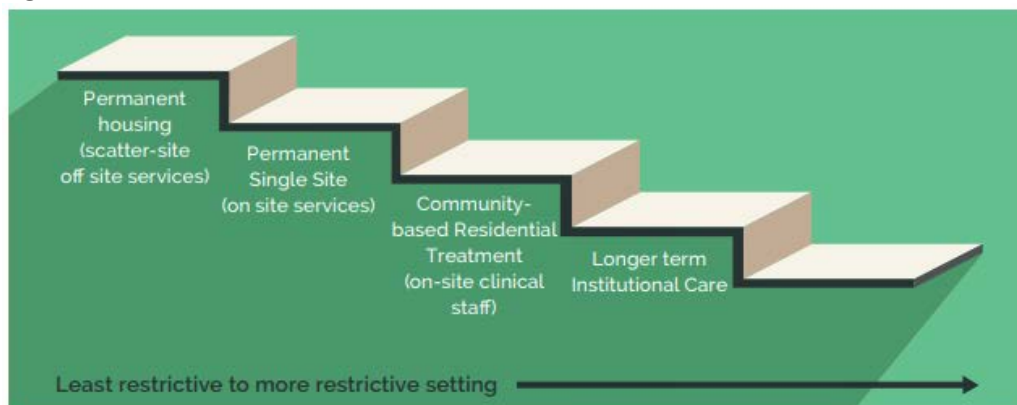 Permanent
housing
(scatter-site
off site services)
Permanent
Single Site
(on site services)
Community-
based Residential
Treatment
(on-site clinical
staff)
Longer term
Institutional Care
Least restrictive to more restrictive setting